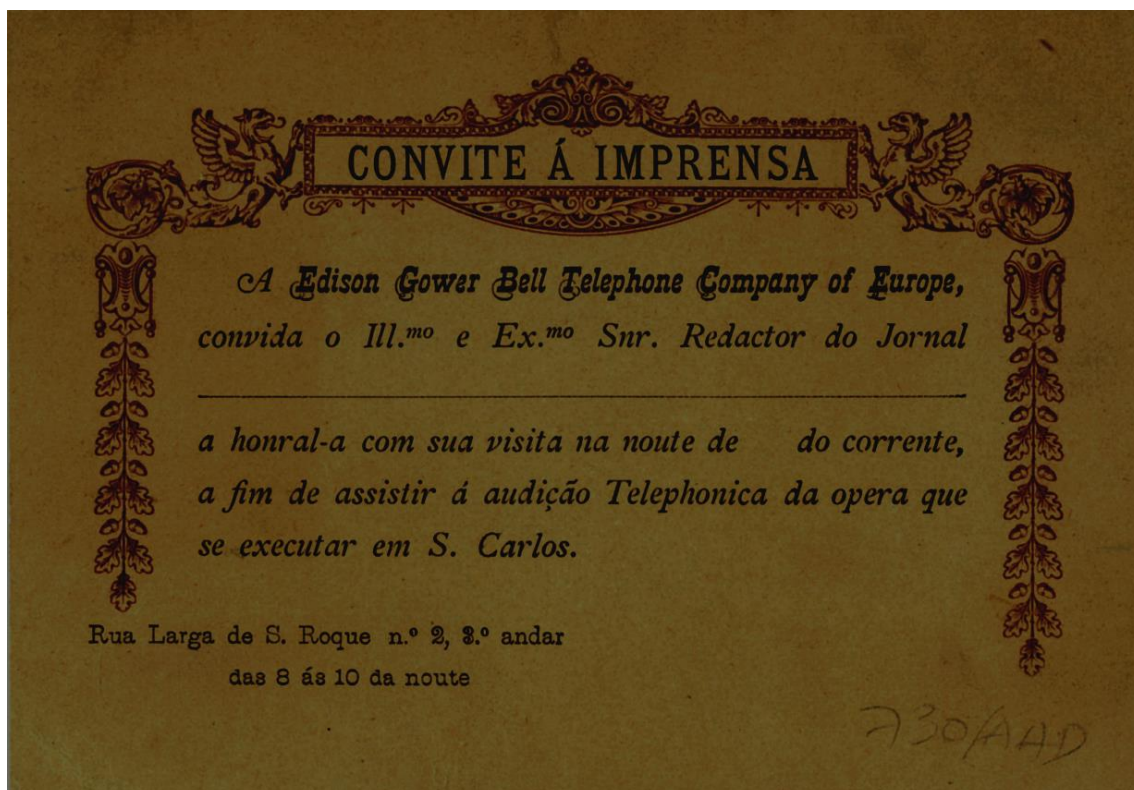 CONVITE Á IMPRENSA
A Edison Gower Bell Telephone Company of Europe,
convida o Ill.mo e Ex.mo Snr. Redactor do Jornal
a honral-a com sua visita na noute de do corrente,
a fim de assistir á audição Telephonica da opera que
se executar em S. Carlos.
Rua Larga de S. Roque n.º 2, 3.º andar
das 8 ás 10 da noute
730/AAD